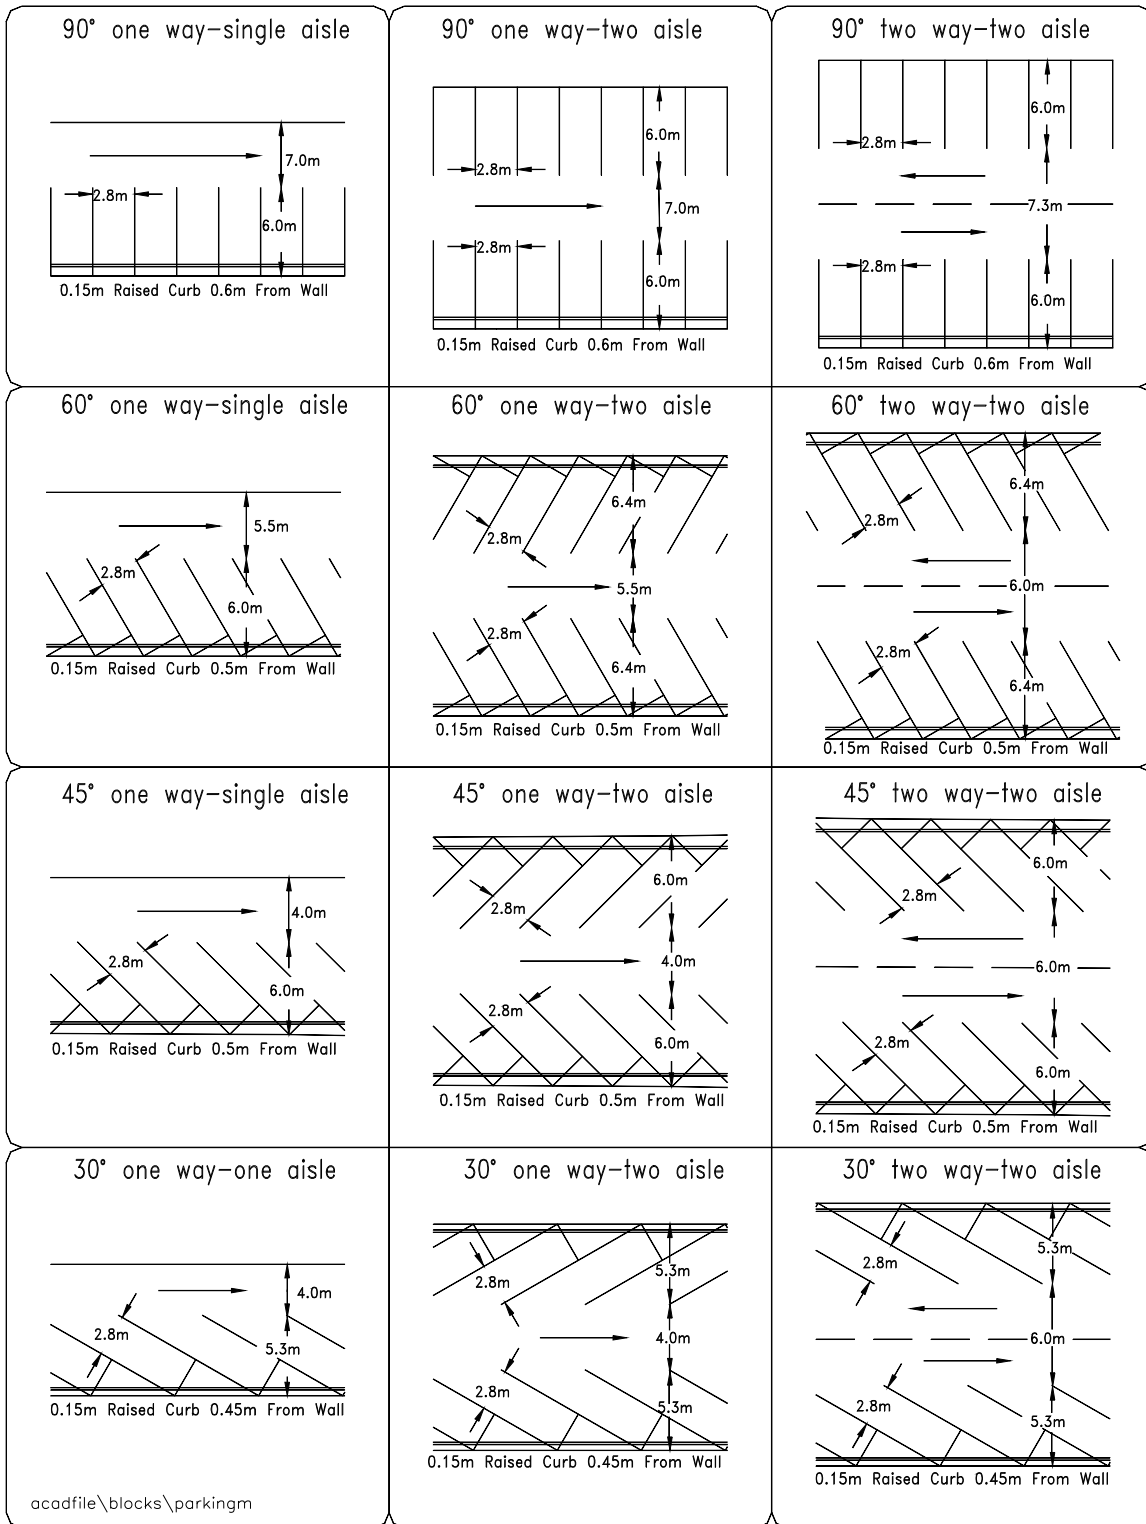 90° one way-single aisle
7.0m
2.8m
6.0m
0.15m Raised Curb 0.6m From Wall
90° one way-two aisle
6.0m
2.8m
7.0m
2.8m
6.0m
0.15m Raised Curb 0.6m From Wall
90° two way-two aisle
6.0m
2.8m
7.3m
2.8m
6.0m
0.15m Raised Curb 0.6m From Wall
60° one way-single aisle
5.5m
2.8m
6.0m
0.15m Raised Curb 0.5m From Wall
60° one way-two aisle
6.4m
2.8m
5.5m
2.8m
6.4m
0.15m Raised Curb 0.5m From Wall
60° two way-two aisle
6.4m
2.8m
6.0m
2.8m
6.4m
0.15m Raised Curb 0.5m From Wall
45° one way-single aisle
4.0m
2.8m
6.0m
0.15m Raised Curb 0.5m From Wall
45° one way-two aisle
6.0m
2.8m
4.0m
2.8m
6.0m
0.15m Raised Curb 0.5m From Wall
45° two way-two aisle
6.0m
2.8m
6.0m
2.8m
6.0m
0.15m Raised Curb 0.5m From Wall
30° one way-one aisle
4.0m
2.8m
5.3m
0.15m Raised Curb 0.45m From Wall
30° one way-two aisle
5.3m
2.8m
4.0m
2.8m
5.3m
0.15m Raised Curb 0.45m From Wall
30° two way-two aisle
5.3m
2.8m
6.0m
2.8m
5.3m
0.15m Raised Curb 0.45m From Wall
acadfile\blocks\parkingm